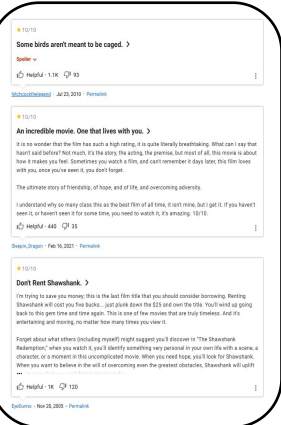 ★ 10/10
Some birds aren't meant to be caged. >
Spoiler
Helpful · 1.1K 93
hitchcockthelegend · Jul 23, 2010 · Permalink
★ 10/10
An incredible movie. One that lives with you. >
It is no wonder that the film has such a high rating, it is quite literally breathtaking. What can I say that
hasn't said before? Not much, it's the story, the acting, the premise, but most of all, this movie is about
how it makes you feel. Sometimes you watch a film, and can't remember it days later, this film loves
with you, once you've seen it, you don't forget.
The ultimate story of friendship, of hope, and of life, and overcoming adversity.
I understand why so many class this as the best film of all time, it isn't mine, but I get it. If you haven't
seen it, or haven't seen it for some time, you need to watch it, it's amazing. 10/10.
Helpful · 440 35
Sleepin_Dragon · Feb 16, 2021 · Permalink
★ 10/10
Don't Rent Shawshank. >
I'm trying to save you money; this is the last film title that you should consider borrowing. Renting
Shawshank will cost you five bucks... just plunk down the $25 and own the title. You'll wind up going
back to this gem time and time again. This is one of few movies that are truly timeless. And it's
entertaining and moving, no matter how many times you view it.
Forget about what others (including myself) might suggest you'll discover in "The Shawshank
Redemption;" when you watch it, you'll identify something very personal in your own life with a scene, a
character, or a moment in this uncomplicated movie. When you need hope, you'll look for Shawshank.
When you want to believe in the will of overcoming even the greatest obstacles, Shawshank will uplift
Helpful · 1K 120
EyeDunno · Nov 20, 2005 · Permalink